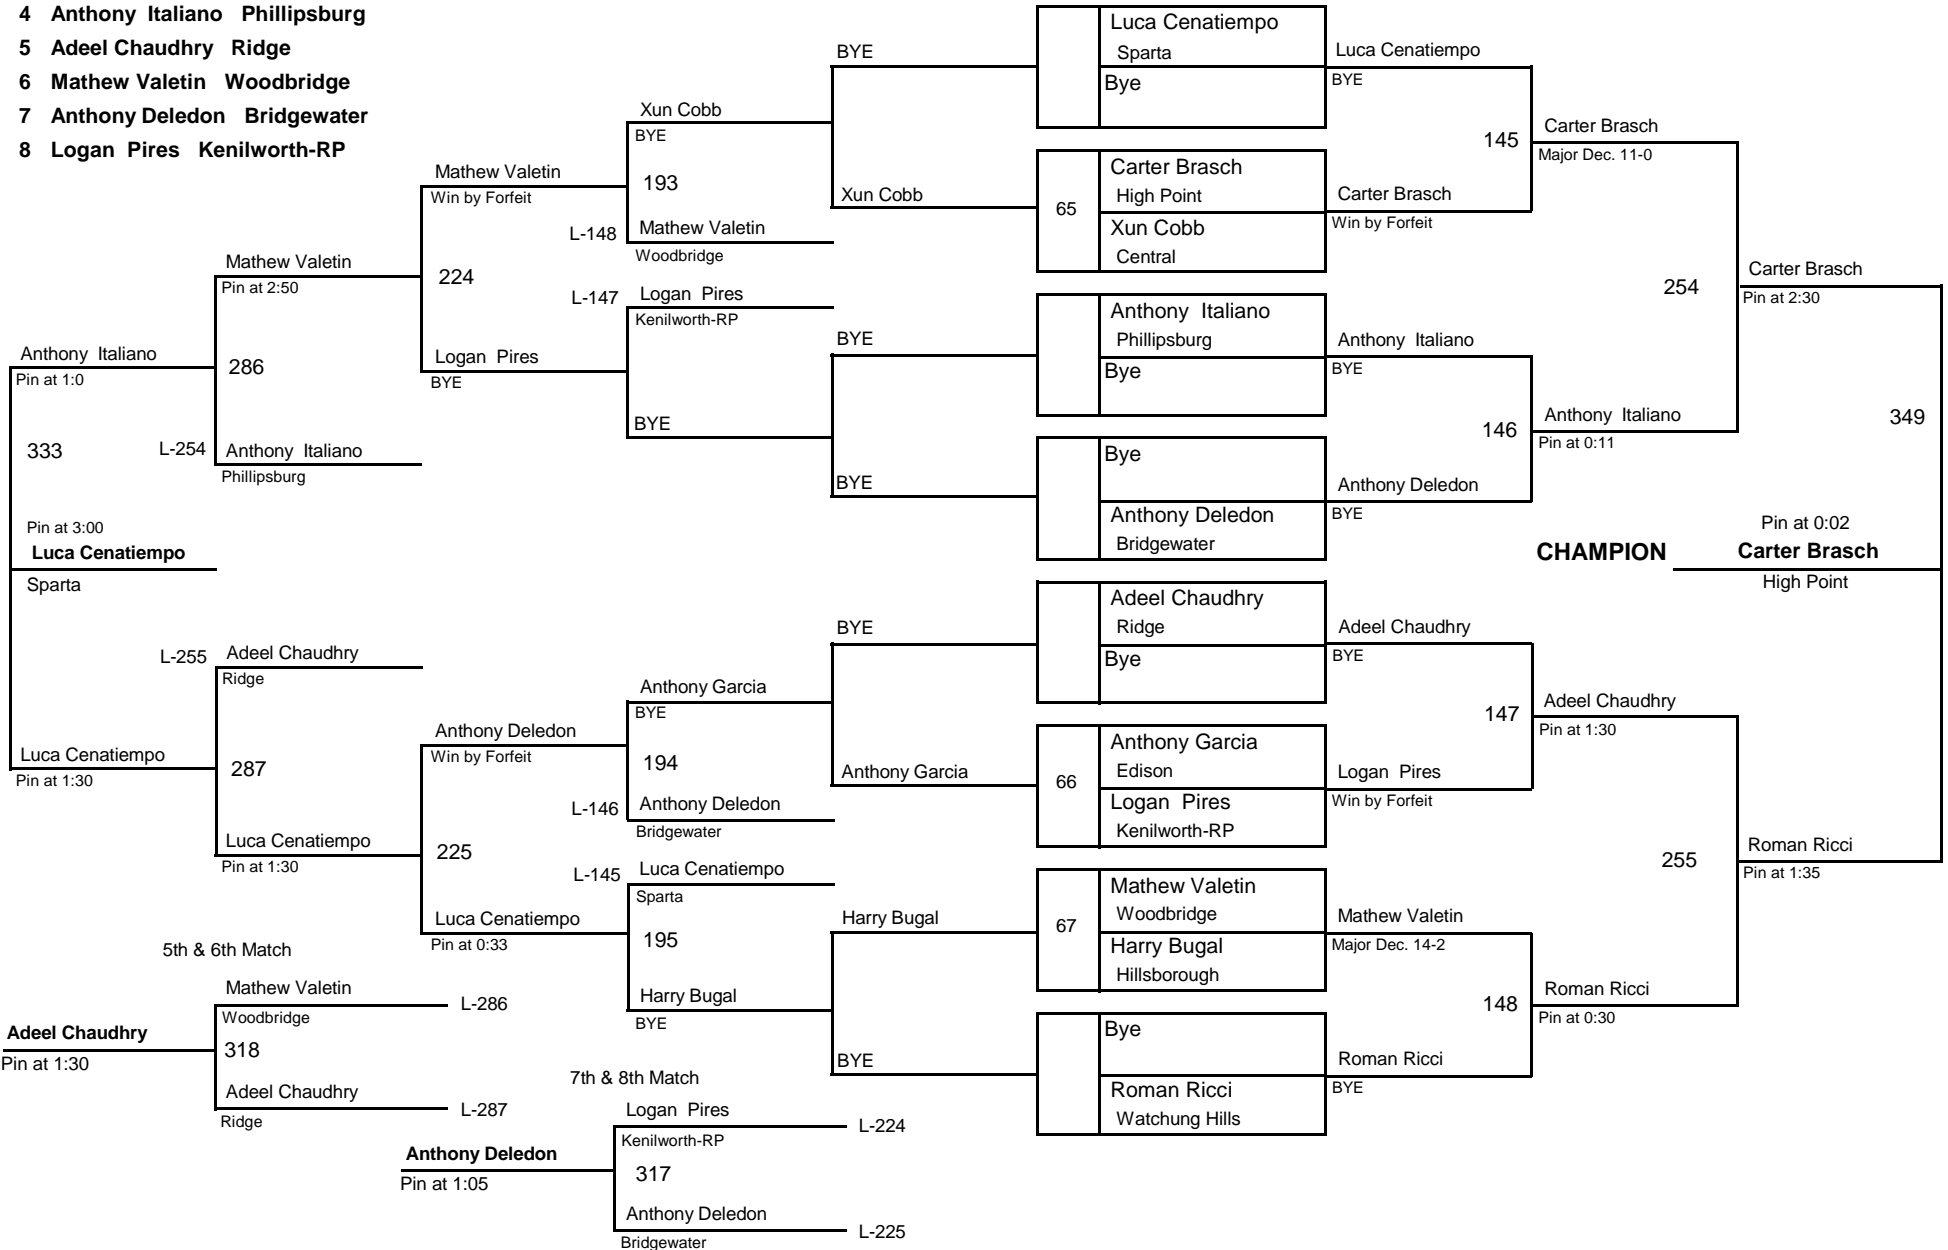 4 Anthony Italiano Phillipsburg
5 Adeel Chaudhry Ridge
6 Mathew Valetin Woodbridge
7 Anthony Deledon Bridgewater
8 Logan Pires Kenilworth-RP
Anthony Italiano
Pin at 1:0
333
Pin at 3:00
Luca Cenatiempo
Sparta
Luca Cenatiempo
Pin at 1:30
Mathew Valetin
Pin at 2:50
286
L-254
Anthony Italiano
Phillipsburg
L-255
Adeel Chaudhry
Ridge
287
Luca Cenatiempo
Pin at 1:30
Mathew Valetin
Win by Forfeit
224
Logan Pires
BYE
Anthony Deledon
Win by Forfeit
225
Luca Cenatiempo
Pin at 0:33
Xun Cobb
BYE
193
L-148
Mathew Valetin
Woodbridge
L-147
Logan Pires
Kenilworth-RP
BYE
Anthony Garcia
BYE
194
L-146
Anthony Deledon
Bridgewater
L-145
Luca Cenatiempo
Sparta
195
Harry Bugal
BYE
BYE
Xun Cobb
BYE
BYE
BYE
Anthony Garcia
Harry Bugal
BYE
Luca Cenatiempo
Sparta
Bye
65
Carter Brasch
High Point
Xun Cobb
Central
Anthony Italiano
Phillipsburg
Bye
Bye
Anthony Deledon
Bridgewater
Adeel Chaudhry
Ridge
Bye
66
Anthony Garcia
Edison
Logan Pires
Kenilworth-RP
67
Mathew Valetin
Woodbridge
Harry Bugal
Hillsborough
Bye
Roman Ricci
Watchung Hills
Luca Cenatiempo
BYE
145
Carter Brasch
Win by Forfeit
Anthony Italiano
BYE
146
Anthony Deledon
BYE
Adeel Chaudhry
BYE
147
Logan Pires
Win by Forfeit
Mathew Valetin
Major Dec. 14-2
148
Roman Ricci
BYE
Carter Brasch
Major Dec. 11-0
254
Anthony Italiano
Pin at 0:11
Adeel Chaudhry
Pin at 1:30
255
Roman Ricci
Pin at 0:30
Carter Brasch
Pin at 2:30
349
Pin at 0:02
CHAMPION Carter Brasch
High Point
Roman Ricci
Pin at 1:35
5th & 6th Match
Mathew Valetin
L-286
Woodbridge
Adeel Chaudhry
318
Pin at 1:30
Adeel Chaudhry
L-287
Ridge
7th & 8th Match
Logan Pires
L-224
Kenilworth-RP
Anthony Deledon
317
Pin at 1:05
Anthony Deledon
L-225
Bridgewater